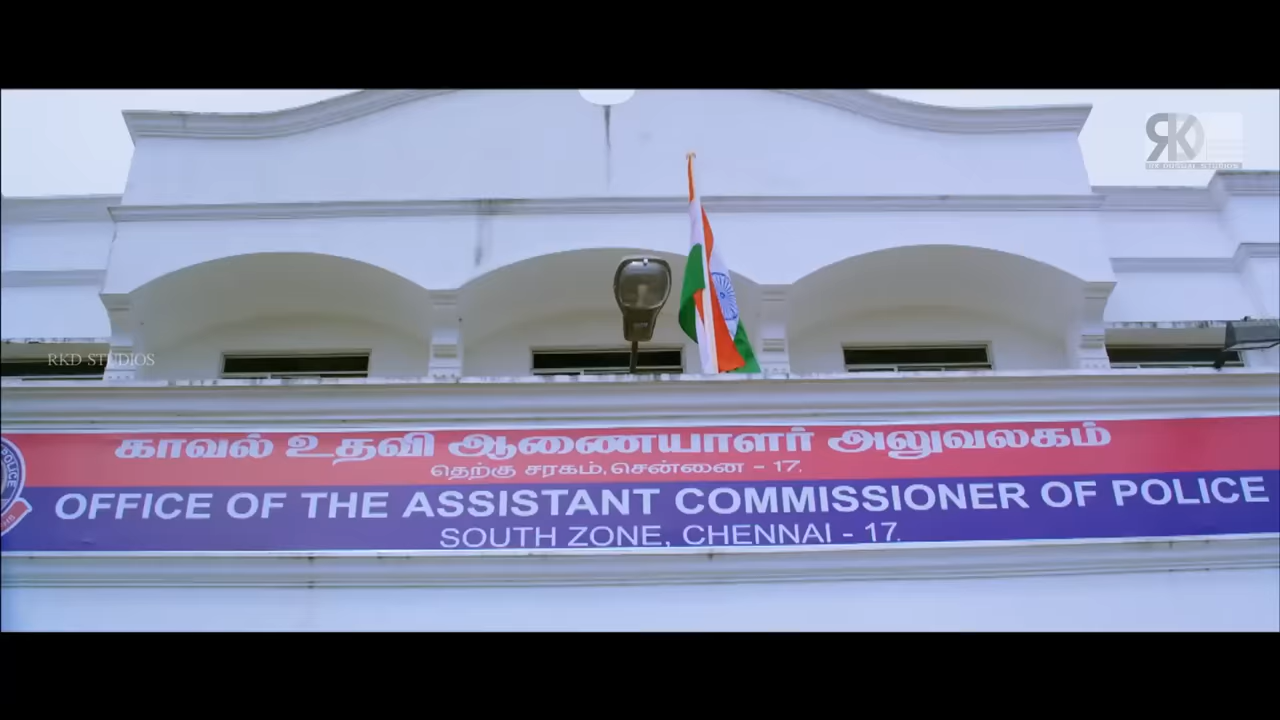 RKD STUDIOS
காவல் உதவி ஆணையாளர் அலுவலகம்
தெற்கு சரகம், சென்னை - 17.
OFFICE OF THE ASSISTANT COMMISSIONER OF POLICE
SOUTH ZONE, CHENNAI - 17.
POLICE